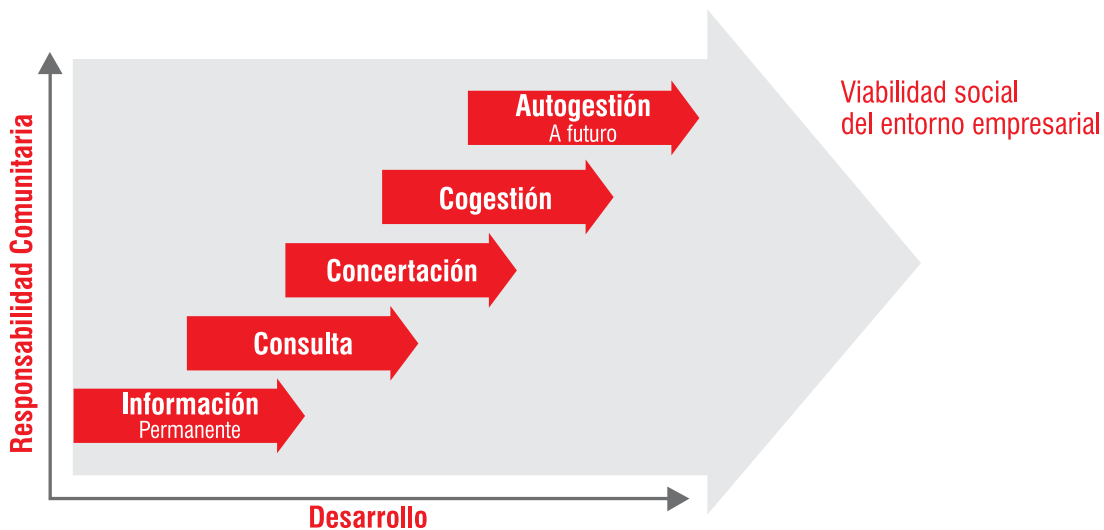 Responsabilidad Comunitaria
Autogestión
A futuro
Cogestión
Concertación
Consulta
Información
Permanente
Desarrollo
Viabilidad social
del entorno empresarial